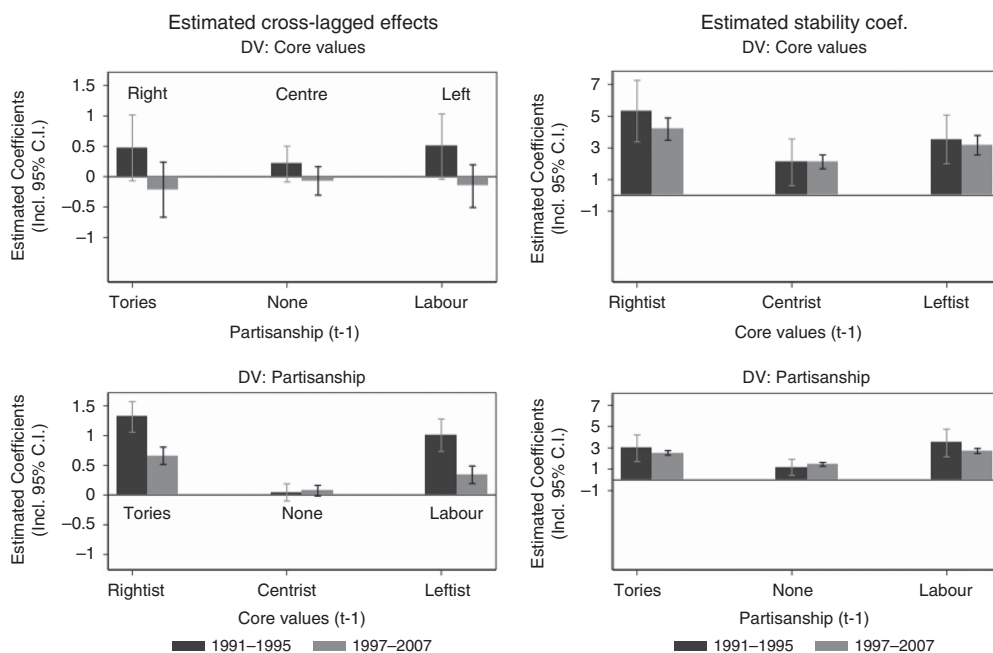 Estimated cross-lagged effects
DV: Core values
Estimated Coefficients
(Incl. 95% C.I.)
1.5
1
0.5
0
−0.5
−1
Right
Centre
Left
Tories
None
Labour
Partisanship (t-1)
Estimated stability coef.
DV: Core values
Estimated Coefficients
(Incl. 95% C.I.)
7
5
3
1
−1
Rightist
Centrist
Leftist
Core values (t-1)
DV: Partisanship
Estimated Coefficients
(Incl. 95% C.I.)
1.5
1
0.5
0
−0.5
−1
Tories
None
Labour
Rightist
Centrist
Leftist
Core values (t-1)
1991–1995
1997–2007
DV: Partisanship
Estimated Coefficients
(Incl. 95% C.I.)
7
5
3
1
−1
Tories
None
Labour
Partisanship (t-1)
1991–1995
1997–2007